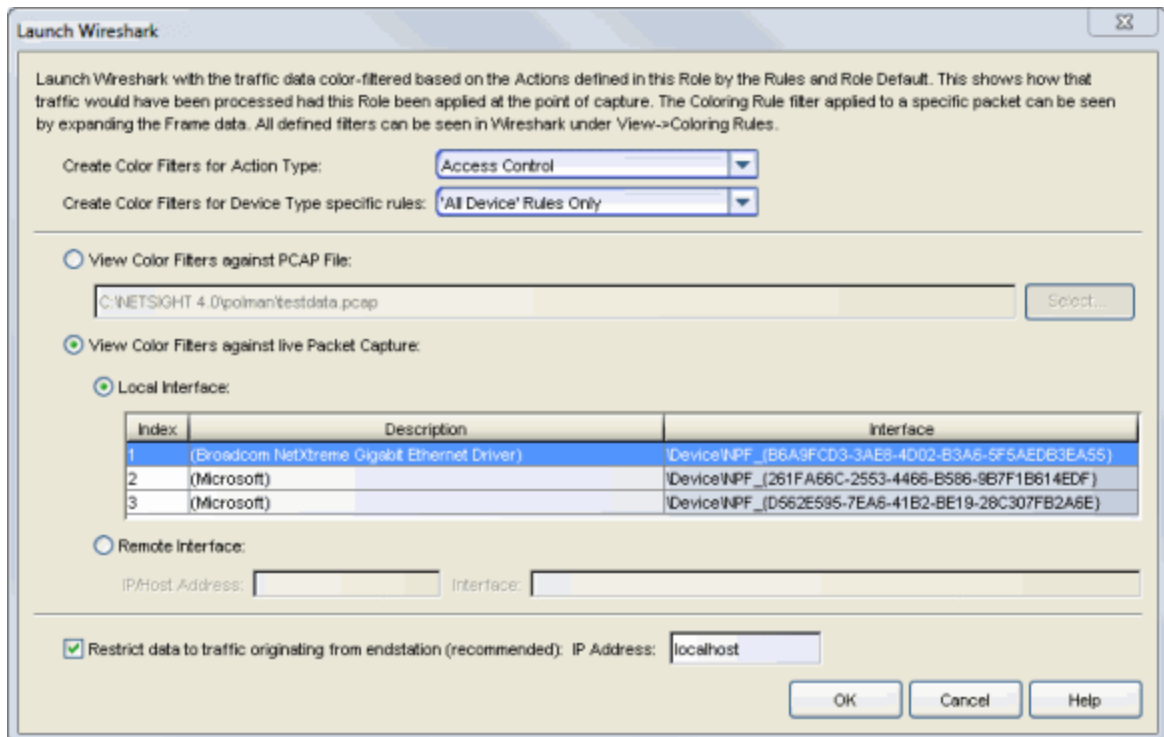 Launch Wireshark
Launch Wireshark with the traffic data color-filtered based on the Actions defined in this Role by the Rules and Role Default. This shows how that
traffic would have been processed had this Role been applied at the point of capture. The Coloring Rule filter applied to a specific packet can be seen
by expanding the Frame data. All defined filters can be seen in Wireshark under View->Coloring Rules.
Create Color Filters for Action Type: Access Control
Create Color Filters for Device Type specific rules: 'All Device' Rules Only
View Color Filters against PCAP File:
C:\NETSIGHT 4.0\polman\testdata.pcap Select...
View Color Filters against live Packet Capture:
Local Interface:
Index Description Interface
1 (Broadcom NetXtreme Gigabit Ethernet Driver) \Device\NPF_{B6A9FCD3-3AE8-4D02-B3A6-5F5AEDB3EA55}
2 (Microsoft) \Device\NPF_{261FA66C-2553-4466-B586-9B7F1B614EDF}
3 (Microsoft) \Device\NPF_{D562E595-7EA6-41B2-BE19-28C307FB2A6E}
Remote Interface:
IP/Host Address: Interface:
Restrict data to traffic originating from endstation (recommended): IP Address: localhost
OK Cancel Help